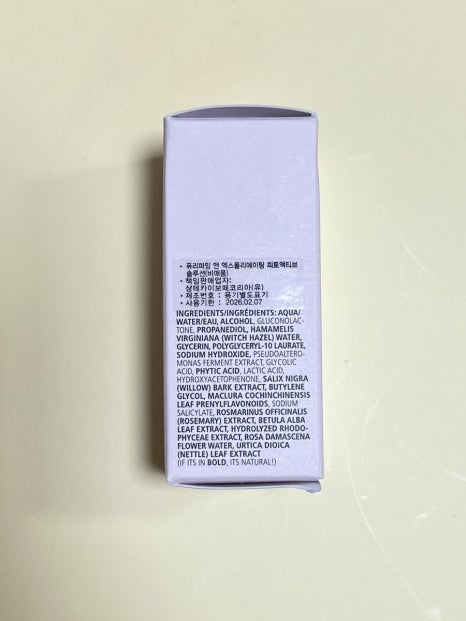 • 퓨리파잉 앤 엑스폴리에이팅 피토액티브
솔루션(비매품)
• 책임판매업자:
샹테카이보떼코리아(유)
• 제조번호 : 용기별도표기
• 사용기한 : 2026.02.07
INGREDIENTS/INGRÉDIENTS: AQUA/
WATER/EAU, ALCOHOL, GLUCONOLAC-
TONE, PROPANEDIOL, HAMAMELIS
VIRGINIANA (WITCH HAZEL) WATER,
GLYCERIN, POLYGLYCERYL-10 LAURATE,
SODIUM HYDROXIDE, PSEUDOALTERO-
MONAS FERMENT EXTRACT, GLYCOLIC
ACID, PHYTIC ACID, LACTIC ACID,
HYDROXYACETOPHENONE, SALIX NIGRA
(WILLOW) BARK EXTRACT, BUTYLENE
GLYCOL, MACLURA COCHINCHINENSIS
LEAF PRENYLFLAVONOIDS, SODIUM
SALICYLATE, ROSMARINUS OFFICINALIS
(ROSEMARY) EXTRACT, BETULA ALBA
LEAF EXTRACT, HYDROLYZED RHODO-
PHYCEAE EXTRACT, ROSA DAMASCENA
FLOWER WATER, URTICA DIOICA
(NETTLE) LEAF EXTRACT
(IF ITS IN BOLD, ITS NATURAL!)